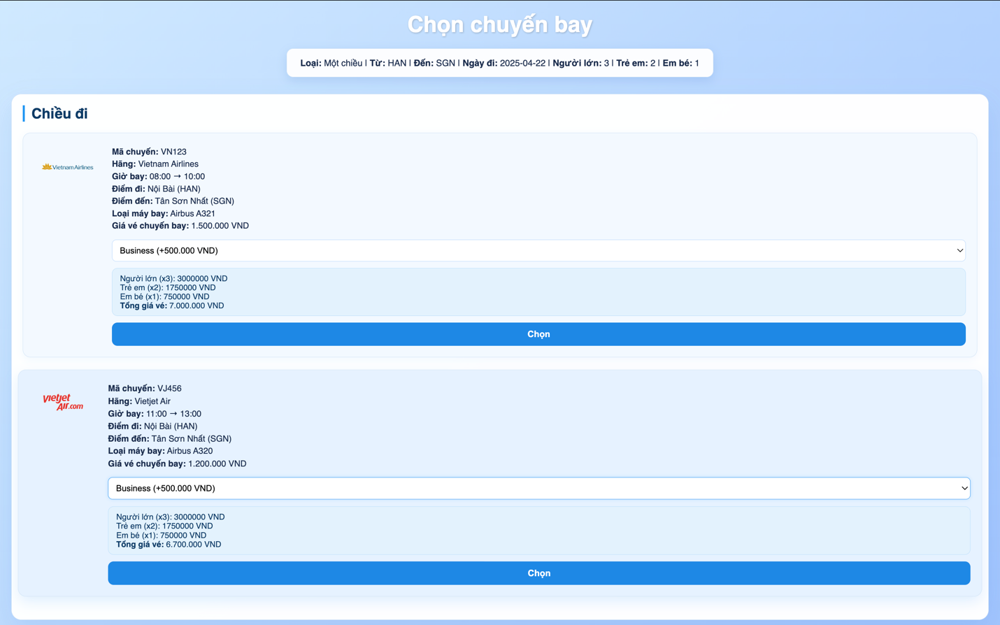 Chọn chuyến bay
Loại: Một chiều | Từ: HAN | Đến: SGN | Ngày đi: 2025-04-22 | Người lớn: 3 | Trẻ em: 2 | Em bé: 1
Chiều đi
VietnamAirlines
Mã chuyến: VN123
Hãng: Vietnam Airlines
Giờ bay: 08:00 → 10:00
Điểm đi: Nội Bài (HAN)
Điểm đến: Tân Sơn Nhất (SGN)
Loại máy bay: Airbus A321
Giá vé chuyến bay: 1.500.000 VND
Business (+500.000 VND)
Người lớn (x3): 3000000 VND
Trẻ em (x2): 1750000 VND
Em bé (x1): 750000 VND
Tổng giá vé: 7.000.000 VND
Chọn
vietjet
Air.com
Mã chuyến: VJ456
Hãng: Vietjet Air
Giờ bay: 11:00 → 13:00
Điểm đi: Nội Bài (HAN)
Điểm đến: Tân Sơn Nhất (SGN)
Loại máy bay: Airbus A320
Giá vé chuyến bay: 1.200.000 VND
Business (+500.000 VND)
Người lớn (x3): 3000000 VND
Trẻ em (x2): 1750000 VND
Em bé (x1): 750000 VND
Tổng giá vé: 6.700.000 VND
Chọn